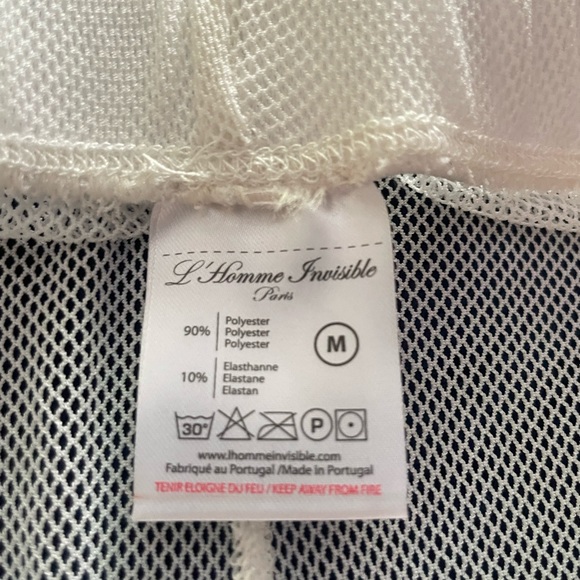 L'Homme Invisible
Paris
90% Polyester
Polyester
Polyester
M
10% Elasthanne
Elastane
Elastan
30° P
www.lhommeinvisible.com
Fabriqué au Portugal /Made in Portugal
TENIR ELOIGNE DU FEU / KEEP AWAY FROM FIRE